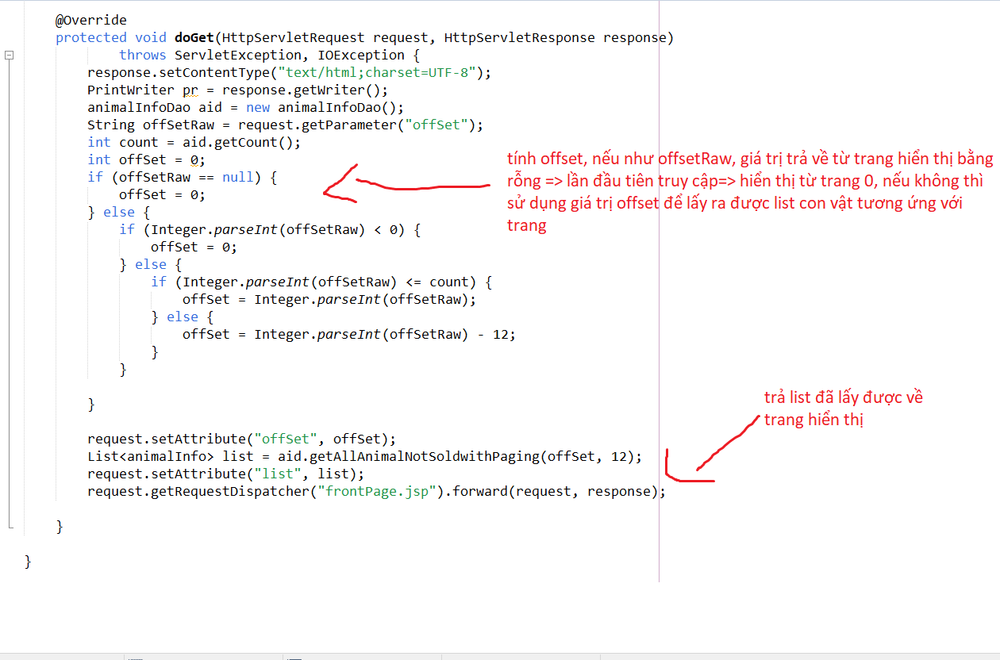 @Override
protected void doGet(HttpServletRequest request, HttpServletResponse response)
throws ServletException, IOException {
response.setContentType("text/html;charset=UTF-8");
PrintWriter pr = response.getWriter();
animalInfoDao aid = new animalInfoDao();
String offSetRaw = request.getParameter("offSet");
int count = aid.getCount();
int offSet = 0;
if (offSetRaw == null) {
offSet = 0;
} else {
if (Integer.parseInt(offSetRaw) < 0) {
offSet = 0;
} else {
if (Integer.parseInt(offSetRaw) <= count) {
offSet = Integer.parseInt(offSetRaw);
} else {
offSet = Integer.parseInt(offSetRaw) - 12;
}
}
}
request.setAttribute("offSet", offSet);
List<animalInfo> list = aid.getAllAnimalNotSoldwithPaging(offSet, 12);
request.setAttribute("list", list);
request.getRequestDispatcher("frontPage.jsp").forward(request, response);
}
}
tính offset, nếu như offsetRaw, giá trị trả về từ trang hiển thị bằng
rỗng => lần đầu tiên truy cập=> hiển thị từ trang 0, nếu không thì
sử dụng giá trị offset để lấy ra được list con vật tương ứng với
trang
trả list đã lấy được về
trang hiển thị